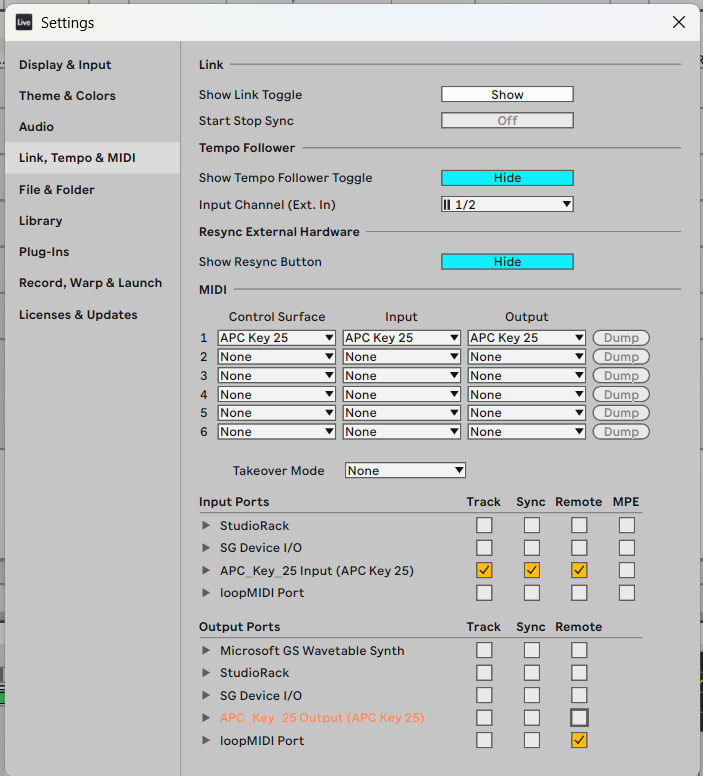 Live Settings
Display & Input
Theme & Colors
Audio
Link, Tempo & MIDI
File & Folder
Library
Plug-Ins
Record, Warp & Launch
Licenses & Updates
Link
Show Link Toggle Show
Start Stop Sync Off
Tempo Follower
Show Tempo Follower Toggle Hide
Input Channel (Ext. In) 1/2
Resync External Hardware
Show Resync Button Hide
MIDI
Control Surface Input Output
1 APC Key 25 APC Key 25 APC Key 25 Dump
2 None None None Dump
3 None None None Dump
4 None None None Dump
5 None None None Dump
6 None None None Dump
Takeover Mode None
Input Ports Track Sync Remote MPE
StudioRack
SG Device I/O
APC_Key_25 Input (APC Key 25)
loopMIDI Port
Output Ports Track Sync Remote
Microsoft GS Wavetable Synth
StudioRack
SG Device I/O
APC_Key_25 Output (APC Key 25)
loopMIDI Port